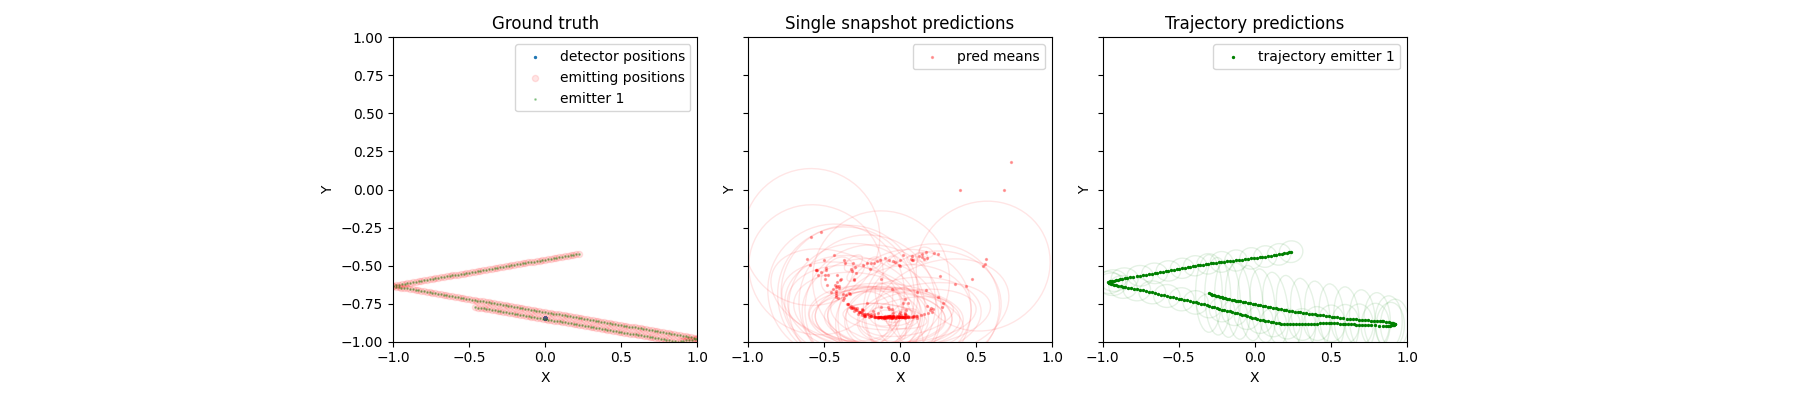 Ground truth
Single snapshot predictions
Trajectory predictions
detector positions
emitting positions
emitter 1
pred means
trajectory emitter 1
1.00
0.75
0.50
0.25
0.00
−0.25
−0.50
−0.75
−1.00
Y
Y
Y
−1.0 −0.5 0.0 0.5 1.0
−1.0 −0.5 0.0 0.5 1.0
−1.0 −0.5 0.0 0.5 1.0
X
X
X